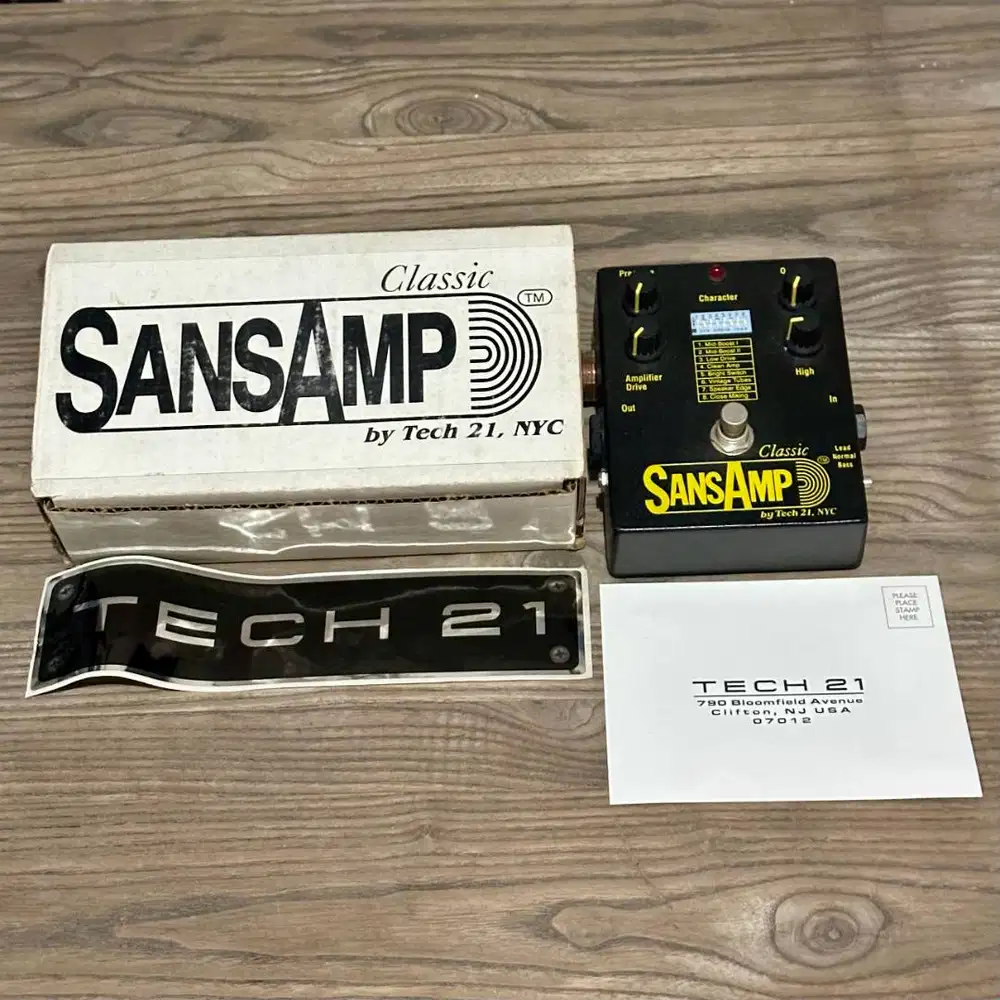 Classic
SANSAMP
TM
by Tech 21, NYC
Character
1. Mid-Boost I
2. Mid-Boost II
3. Low Drive
4. Clean Amp
5. Bright Switch
6. Vintage Tubes
7. Speaker Edge
8. Close Miking
Amplifier
Drive
High
Out
In
Lead
Normal
Bass
Classic
SANSAMP
TM
by Tech 21, NYC
TECH 21
PLEASE
PLACE
STAMP
HERE
TECH 21
790 Bloomfield Avenue
Clifton, NJ USA
07012